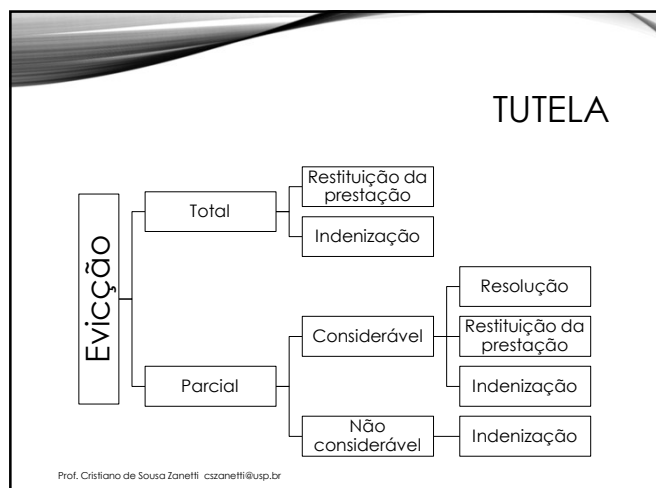 TUTELA
Evicção
Total
Restituição da
prestação
Indenização
Parcial
Considerável
Resolução
Restituição da
prestação
Indenização
Não
considerável
Indenização
Prof. Cristiano de Sousa Zanetti cszanetti@usp.br